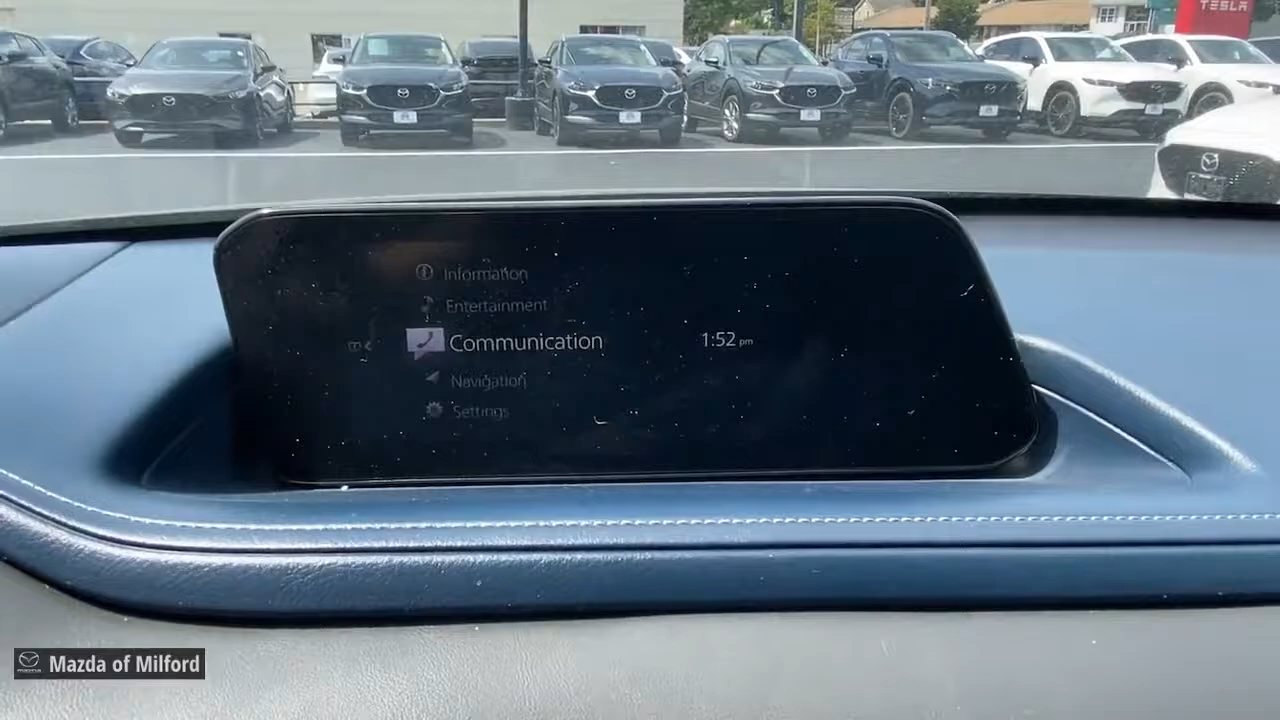 TESLA
Information
Entertainment
Communication
1:52 pm
Navigation
Settings
Mazda of Milford